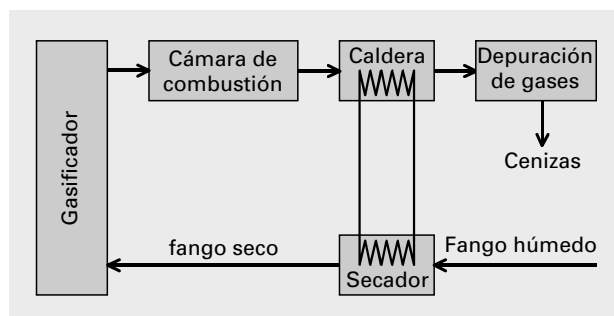 Gasificador
Cámara de
combustión
Caldera
Depuración
de gases
Cenizas
fango seco
Secador
Fango húmedo